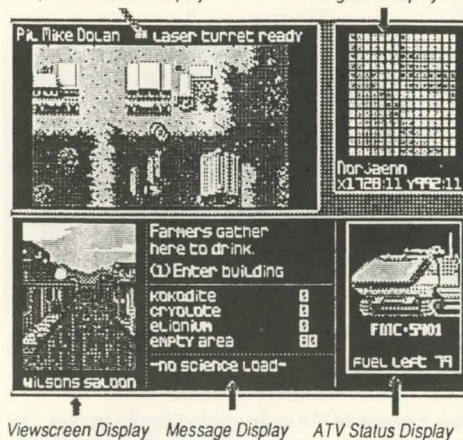 Pil Mike Dolan Laser turret ready
Norjaenn
X1728:11 Y992:11
Farmers gather
here to drink.
(1) Enter building
Kokodite 0
cryolote 0
elionium 0
empty area 80
-no science load-
Wilsons saloon
FMC-5401
Fuel Left 79
Viewscreen Display Message Display ATV Status Display